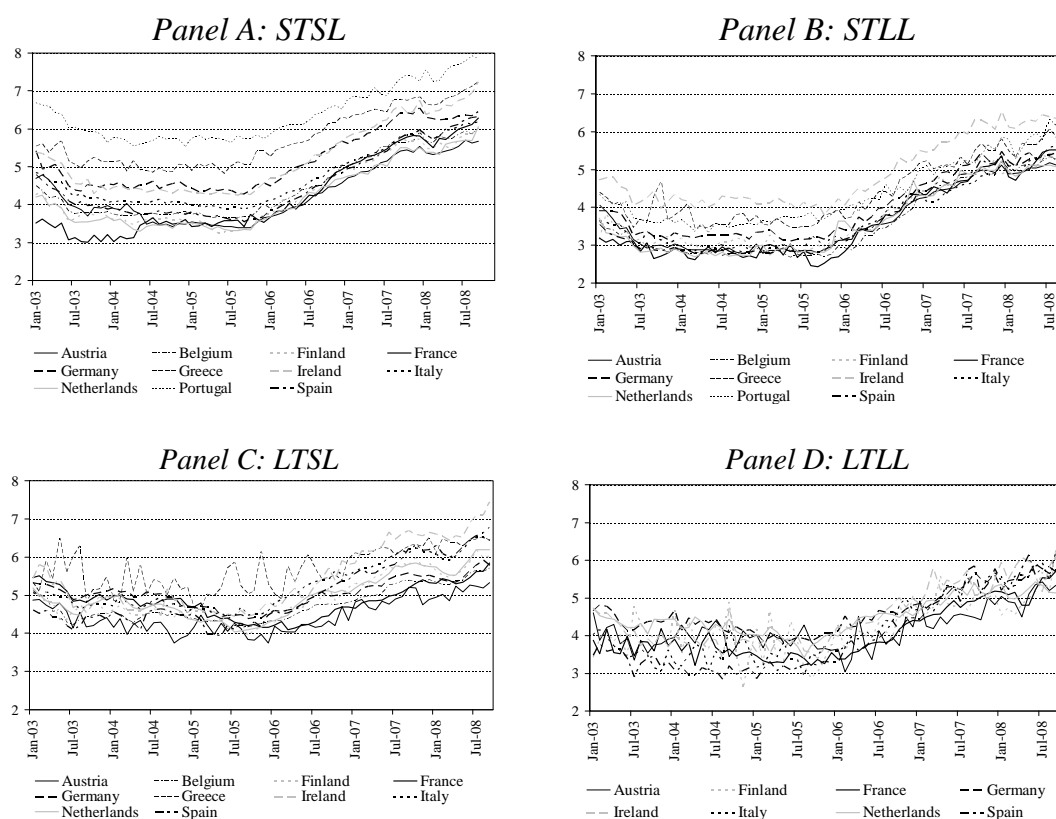 Panel A: STSL
8
7
6
5
4
3
2
Jan-03
Jul-03
Jan-04
Jul-04
Jan-05
Jul-05
Jan-06
Jul-06
Jan-07
Jul-07
Jan-08
Jul-08
Austria Belgium Finland France
Germany Greece Ireland Italy
Netherlands Portugal Spain
Panel B: STLL
8
7
6
5
4
3
2
Jan-03
Jul-03
Jan-04
Jul-04
Jan-05
Jul-05
Jan-06
Jul-06
Jan-07
Jul-07
Jan-08
Jul-08
Austria Belgium Finland France
Germany Greece Ireland Italy
Netherlands Portugal Spain
Panel C: LTSL
8
7
6
5
4
3
2
Jan-03
Jul-03
Jan-04
Jul-04
Jan-05
Jul-05
Jan-06
Jul-06
Jan-07
Jul-07
Jan-08
Jul-08
Austria Belgium Finland France
Germany Greece Ireland Italy
Netherlands Spain
Panel D: LTLL
8
7
6
5
4
3
2
Jan-03
Jul-03
Jan-04
Jul-04
Jan-05
Jul-05
Jan-06
Jul-06
Jan-07
Jul-07
Jan-08
Jul-08
Austria Finland France Germany
Ireland Italy Netherlands Spain